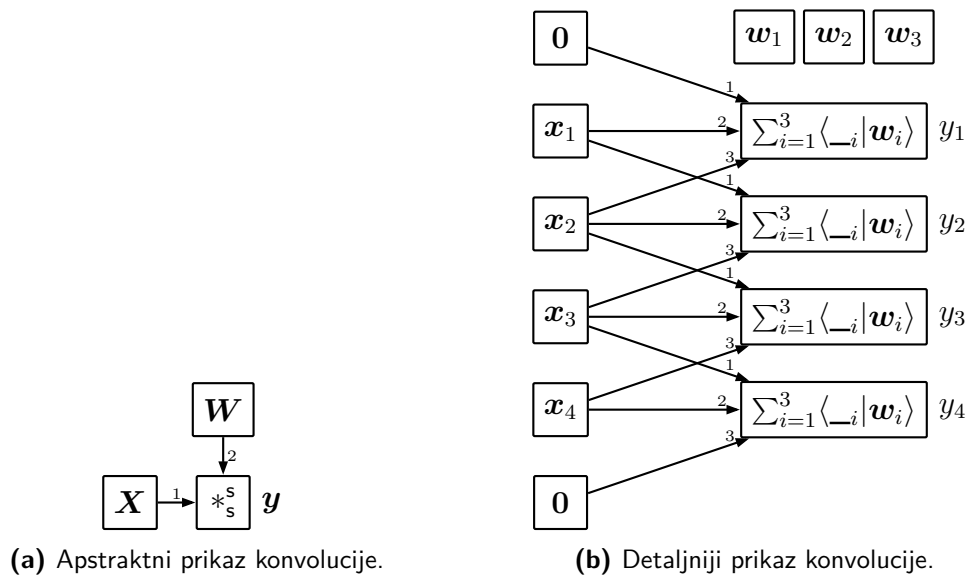 W
2
X 1 *ₛˢ y
(a) Apstraktni prikaz konvolucije.
0 w₁ w₂ w₃
1
x₁ 2 ∑³ᵢ₌₁⟨_ᵢ|wᵢ⟩ y₁
3
1
x₂ 2 ∑³ᵢ₌₁⟨_ᵢ|wᵢ⟩ y₂
3
1
x₃ 2 ∑³ᵢ₌₁⟨_ᵢ|wᵢ⟩ y₃
3
1
x₄ 2 ∑³ᵢ₌₁⟨_ᵢ|wᵢ⟩ y₄
3
0
(b) Detaljniji prikaz konvolucije.